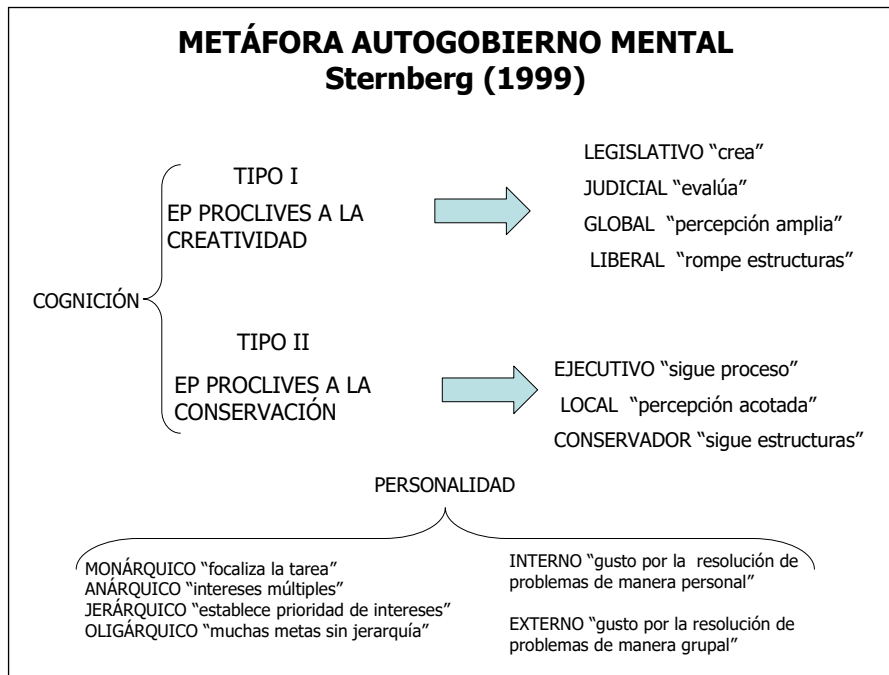 METÁFORA AUTOGOBIERNO MENTAL
Sternberg (1999)
COGNICIÓN
TIPO I
EP PROCLIVES A LA
CREATIVIDAD
LEGISLATIVO “crea”
JUDICIAL “evalúa”
GLOBAL “percepción amplia”
LIBERAL “rompe estructuras”
TIPO II
EP PROCLIVES A LA
CONSERVACIÓN
EJECUTIVO “sigue proceso”
LOCAL “percepción acotada”
CONSERVADOR “sigue estructuras”
PERSONALIDAD
MONÁRQUICO “focaliza la tarea”
ANÁRQUICO “intereses múltiples”
JERÁRQUICO “establece prioridad de intereses”
OLIGÁRQUICO “muchas metas sin jerarquía”
INTERNO “gusto por la resolución de
problemas de manera personal”
EXTERNO “gusto por la resolución de
problemas de manera grupal”